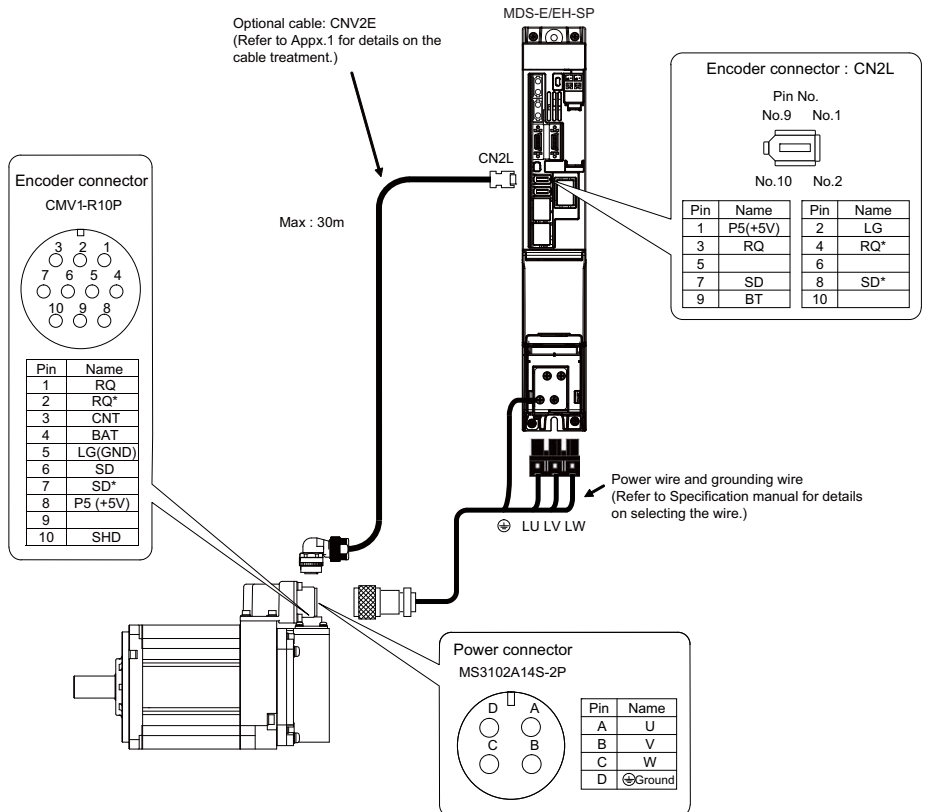 Optional cable: CNV2E
(Refer to Appx.1 for details on the
cable treatment.)
MDS-E/EH-SP
CN2L
Max : 30m
Encoder connector : CN2L
Pin No.
No.9 No.1
No.10 No.2
Pin Name Pin Name
1 P5(+5V) 2 LG
3 RQ 4 RQ*
5 6
7 SD 8 SD*
9 BT 10
Encoder connector
CMV1-R10P
3 2 1
7 6 5 4
10 9 8
Pin Name
1 RQ
2 RQ*
3 CNT
4 BAT
5 LG(GND)
6 SD
7 SD*
8 P5 (+5V)
9
10 SHD
Power wire and grounding wire
(Refer to Specification manual for details
on selecting the wire.)
LU LV LW
Power connector
MS3102A14S-2P
D A
C B
Pin Name
A U
B V
C W
D Ground